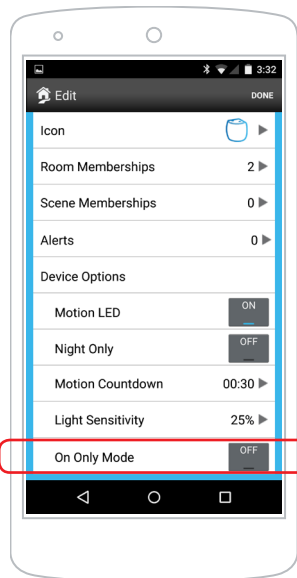 3:32
Edit DONE
Icon
Room Memberships 2
Scene Memberships 0
Alerts 0
Device Options
Motion LED ON
Night Only OFF
Motion Countdown 00:30
Light Sensitivity 25%
On Only Mode OFF